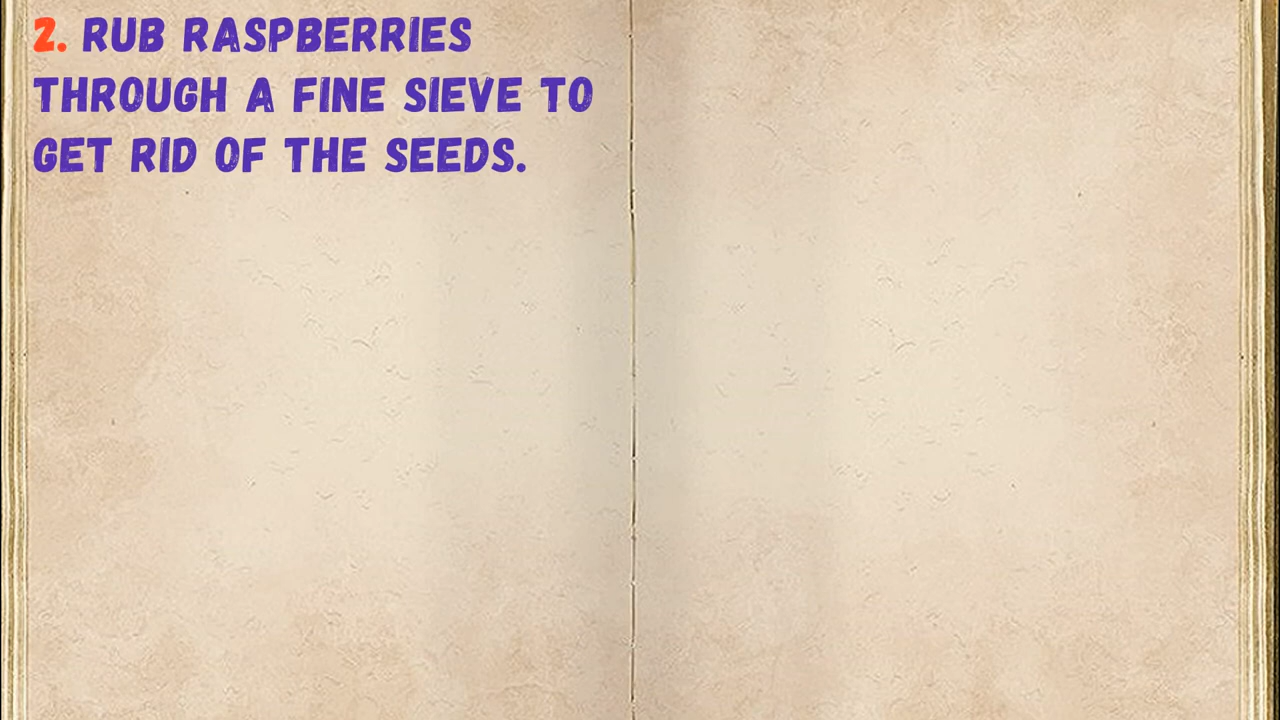 2. RUB RASPBERRIES
THROUGH A FINE SIEVE TO
GET RID OF THE SEEDS.